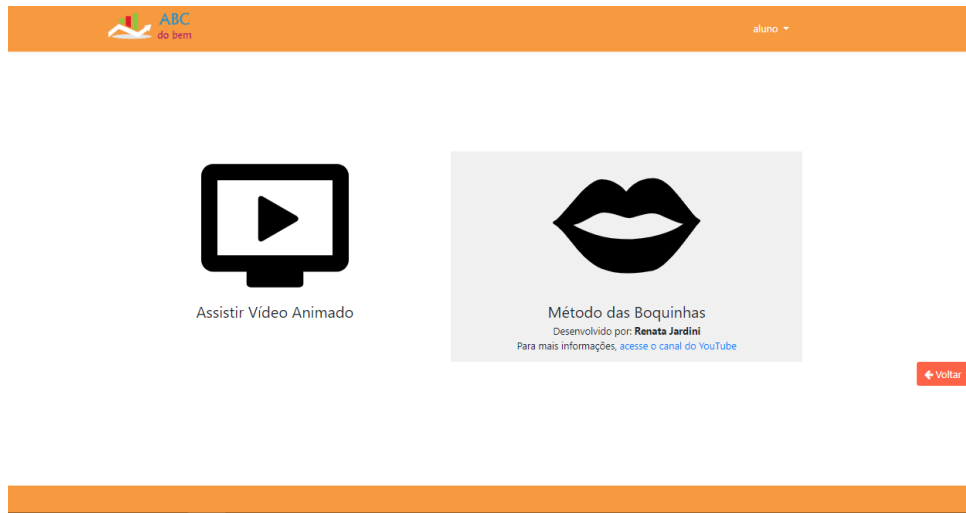 ABC
do bem
aluno
Assistir Vídeo Animado
Método das Boquinhas
Desenvolvido por: Renata Jardini
Para mais informações, acesse o canal do YouTube
Voltar